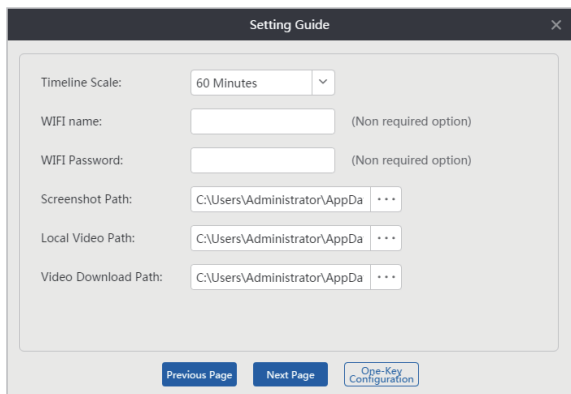 Setting Guide
Timeline Scale: 60 Minutes
WIFI name: (Non required option)
WIFI Password: (Non required option)
Screenshot Path: C:\Users\Administrator\AppDa ...
Local Video Path: C:\Users\Administrator\AppDa ...
Video Download Path: C:\Users\Administrator\AppDa ...
Previous Page Next Page One-Key
Configuration